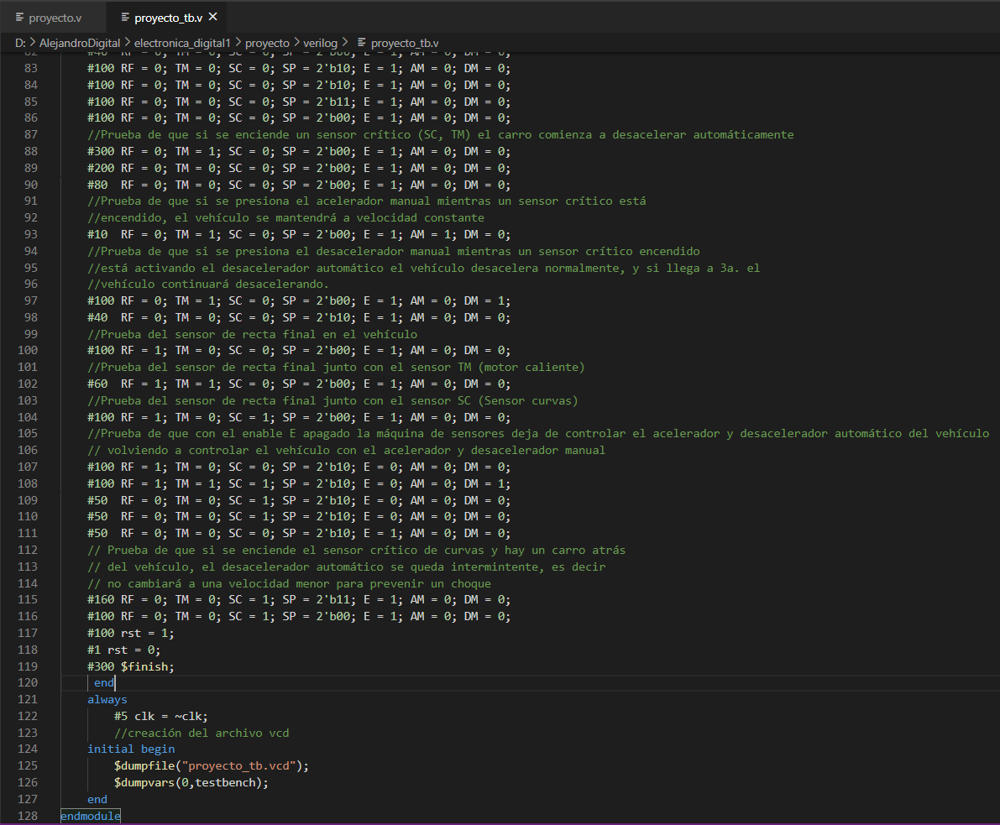 proyecto.v
proyecto_tb.v
D: > AlejandroDigital > electronica_digital1 > proyecto > verilog > proyecto_tb.v
82 #40 RF = 0; TM = 0; SC = 0; SP = 2'b00; E = 1; AM = 0; DM = 0;
83 #100 RF = 0; TM = 0; SC = 0; SP = 2'b10; E = 1; AM = 0; DM = 0;
84 #100 RF = 0; TM = 0; SC = 0; SP = 2'b10; E = 1; AM = 0; DM = 0;
85 #100 RF = 0; TM = 0; SC = 0; SP = 2'b11; E = 1; AM = 0; DM = 0;
86 #100 RF = 0; TM = 0; SC = 0; SP = 2'b00; E = 1; AM = 0; DM = 0;
87 //Prueba de que si se enciende un sensor crítico (SC, TM) el carro comienza a desacelerar automáticamente
88 #300 RF = 0; TM = 1; SC = 0; SP = 2'b00; E = 1; AM = 0; DM = 0;
89 #200 RF = 0; TM = 0; SC = 0; SP = 2'b00; E = 1; AM = 0; DM = 0;
90 #80  RF = 0; TM = 0; SC = 0; SP = 2'b00; E = 1; AM = 0; DM = 0;
91 //Prueba de que si se presiona el acelerador manual mientras un sensor crítico está
92 //encendido, el vehículo se mantendrá a velocidad constante
93 #10  RF = 0; TM = 1; SC = 0; SP = 2'b00; E = 1; AM = 1; DM = 0;
94 //Prueba de que si se presiona el desacelerador manual mientras un sensor crítico encendido
95 //está activando el desacelerador automático el vehículo desacelera normalmente, y si llega a 3a. el
96 //vehículo continuará desacelerando.
97 #100 RF = 0; TM = 1; SC = 0; SP = 2'b00; E = 1; AM = 0; DM = 1;
98 #40  RF = 0; TM = 0; SC = 0; SP = 2'b10; E = 1; AM = 0; DM = 0;
99 //Prueba del sensor de recta final en el vehículo
100 #100 RF = 1; TM = 0; SC = 0; SP = 2'b00; E = 1; AM = 0; DM = 0;
101 //Prueba del sensor de recta final junto con el sensor TM (motor caliente)
102 #60  RF = 1; TM = 1; SC = 0; SP = 2'b00; E = 1; AM = 0; DM = 0;
103 //Prueba del sensor de recta final junto con el sensor SC (Sensor curvas)
104 #100 RF = 1; TM = 0; SC = 1; SP = 2'b00; E = 1; AM = 0; DM = 0;
105 //Prueba de que con el enable E apagado la máquina de sensores deja de controlar el acelerador y desacelerador automático del vehículo
106 // volviendo a controlar el vehículo con el acelerador y desacelerador manual
107 #100 RF = 1; TM = 0; SC = 0; SP = 2'b10; E = 0; AM = 0; DM = 0;
108 #100 RF = 1; TM = 1; SC = 1; SP = 2'b10; E = 0; AM = 0; DM = 1;
109 #50  RF = 0; TM = 0; SC = 1; SP = 2'b10; E = 0; AM = 0; DM = 0;
110 #50  RF = 0; TM = 0; SC = 1; SP = 2'b10; E = 0; AM = 0; DM = 0;
111 #50  RF = 0; TM = 0; SC = 0; SP = 2'b10; E = 1; AM = 0; DM = 0;
112 // Prueba de que si se enciende el sensor crítico de curvas y hay un carro atrás
113 // del vehículo, el desacelerador automático se queda intermintente, es decir
114 // no cambiará a una velocidad menor para prevenir un choque
115 #160 RF = 0; TM = 0; SC = 1; SP = 2'b11; E = 1; AM = 0; DM = 0;
116 #100 RF = 0; TM = 0; SC = 1; SP = 2'b00; E = 1; AM = 0; DM = 0;
117 #100 rst = 1;
118 #1 rst = 0;
119 #300 $finish;
120 end
121 always
122 #5 clk = ~clk;
123 //creación del archivo vcd
124 initial begin
125 $dumpfile("proyecto_tb.vcd");
126 $dumpvars(0,testbench);
127 end
128 endmodule